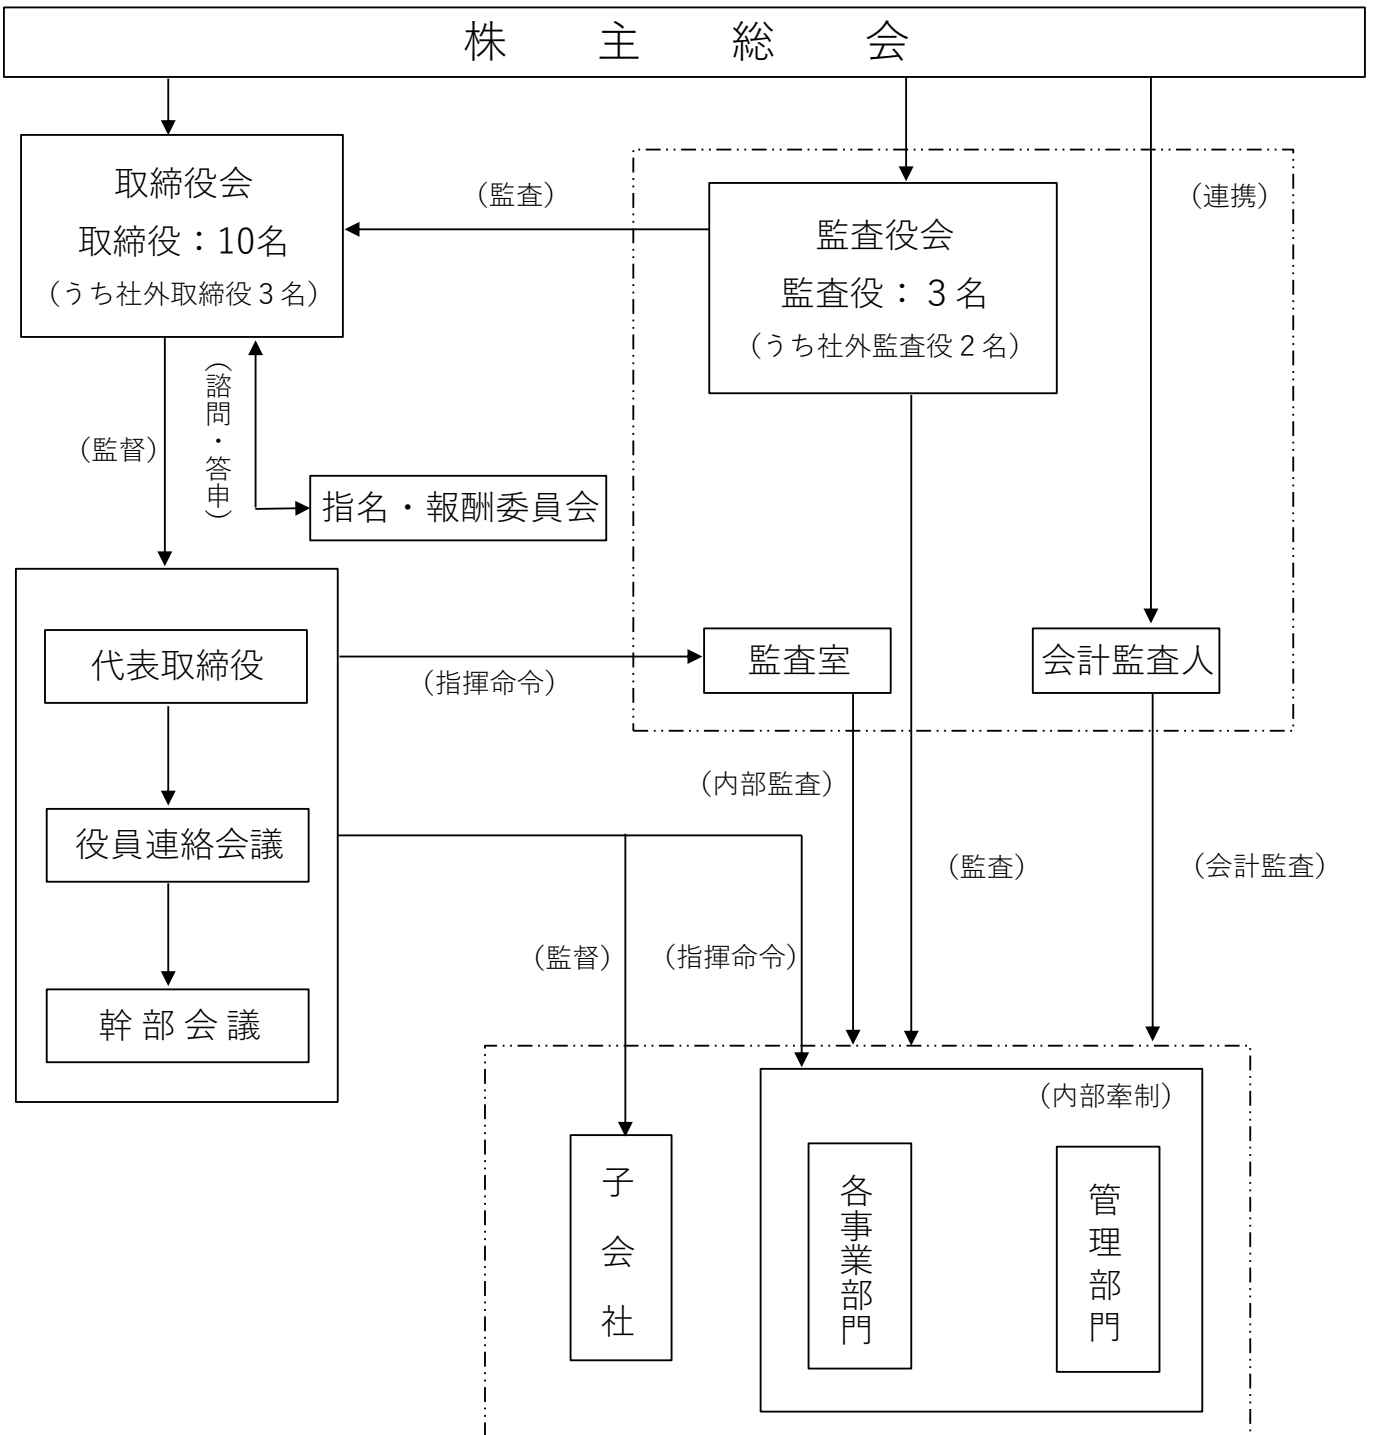 株主総会
取締役会
取締役：10名
（うち社外取締役３名）
（監査）
監査役会
監査役：３名
（うち社外監査役２名）
（連携）
（監督）
（諮問・答申）
指名・報酬委員会
代表取締役
（指揮命令）
監査室
会計監査人
役員連絡会議
（内部監査）
（監査）
（会計監査）
（監督）
（指揮命令）
幹部会議
（内部牽制）
子会社
各事業部門
管理部門